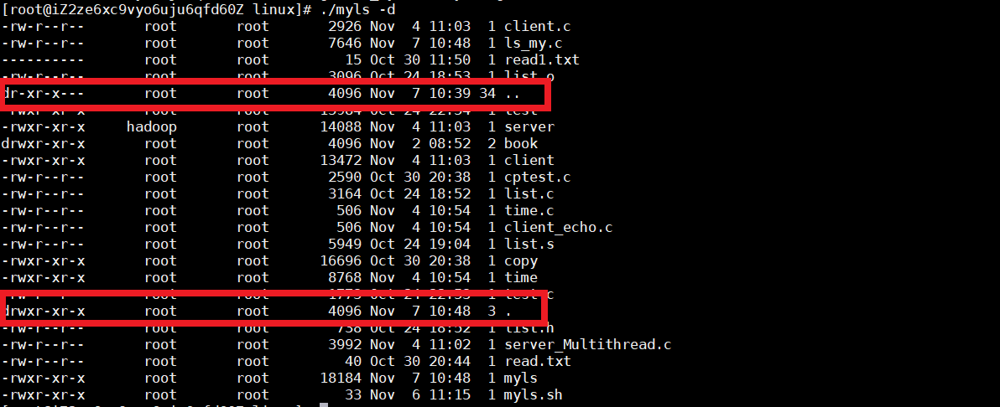 [root@iZ2ze6xc9vyo6uju6qfd60Z linux]# ./myls -d
-rw-r--r-- root root 2926 Nov 4 11:03 1 client.c
-rw-r--r-- root root 7646 Nov 7 10:48 1 ls_my.c
---------- root root 15 Oct 30 11:50 1 read1.txt
-rw-r--r-- root root 3096 Oct 24 18:53 1 list.o
dr-xr-x--- root root 4096 Nov 7 10:39 34 ..
-rwxr-xr-x root root Oct 24 1 test
-rwxr-xr-x hadoop root 14088 Nov 4 11:03 1 server
drwxr-xr-x root root 4096 Nov 2 08:52 2 book
-rwxr-xr-x root root 13472 Nov 4 11:03 1 client
-rw-r--r-- root root 2590 Oct 30 20:38 1 cptest.c
-rw-r--r-- root root 3164 Oct 24 18:52 1 list.c
-rw-r--r-- root root 506 Nov 4 10:54 1 time.c
-rw-r--r-- root root 506 Nov 4 10:54 1 client_echo.c
-rw-r--r-- root root 5949 Oct 24 19:04 1 list.s
-rwxr-xr-x root root 16696 Oct 30 20:38 1 copy
-rwxr-xr-x root root 8768 Nov 4 10:54 1 time
-rw-r--r-- root root Oct 24 1 test.c
drwxr-xr-x root root 4096 Nov 7 10:48 3 .
-rw-r--r-- root root 738 Oct 24 18:52 1 list.h
-rw-r--r-- root root 3992 Nov 4 11:02 1 server_Multithread.c
-rw-r--r-- root root 40 Oct 30 20:44 1 read.txt
-rwxr-xr-x root root 18184 Nov 7 10:48 1 myls
-rwxr-xr-x root root 33 Nov 6 11:15 1 myls.sh